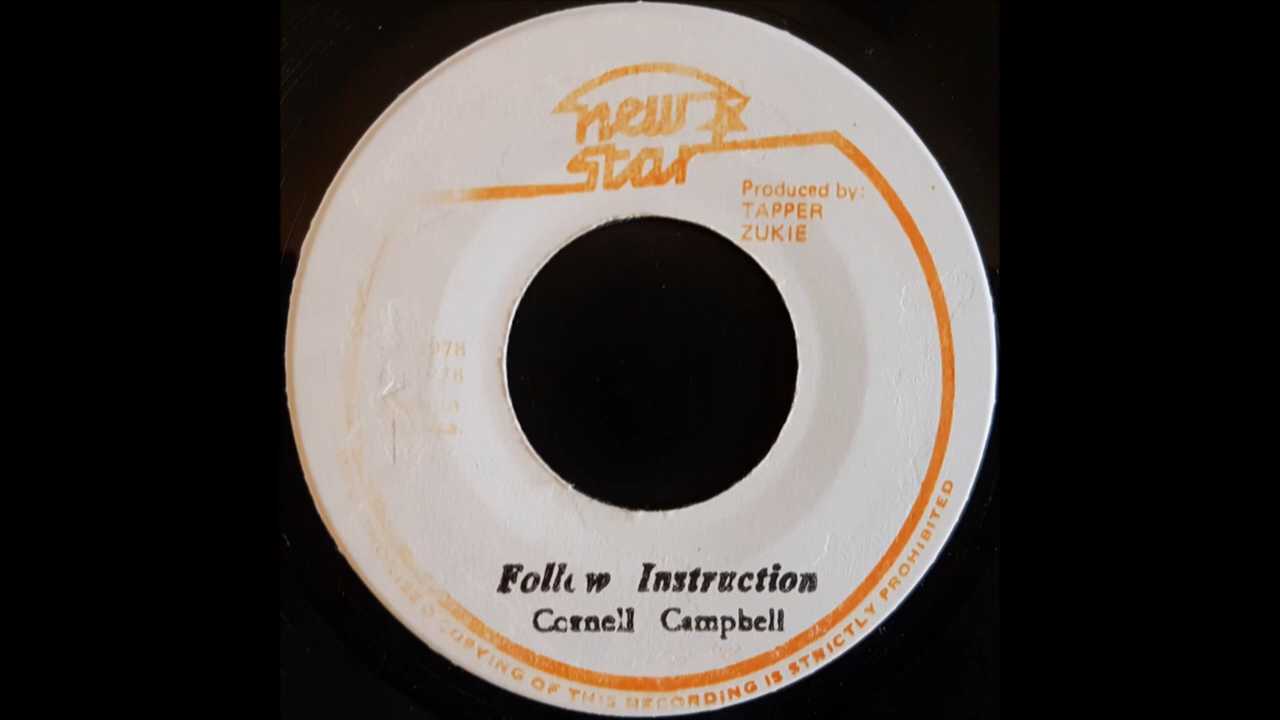 new
star
Produced by:
TAPPER
ZUKIE
Follow Instruction
Cornell Campbell
COPYING OF THIS RECORDING IS STRICTLY PROHIBITED